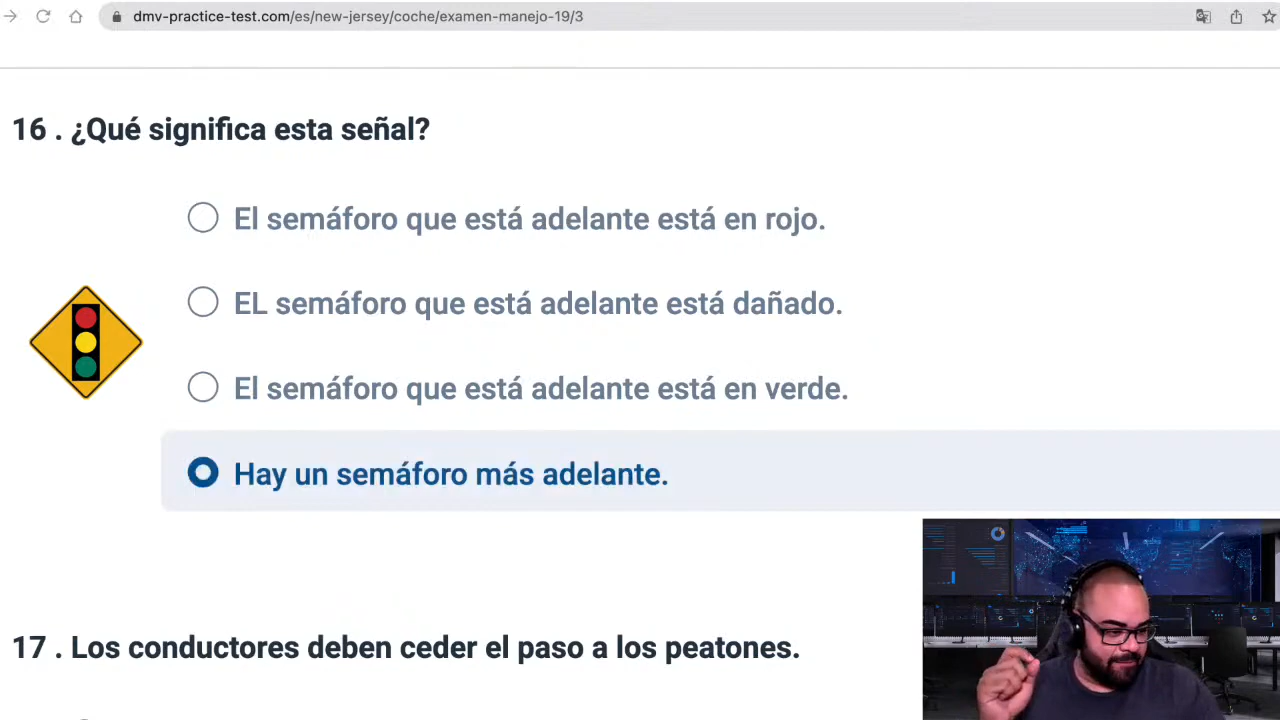 dmv-practice-test.com/es/new-jersey/coche/examen-manejo-19/3
16 . ¿Qué significa esta señal?
El semáforo que está adelante está en rojo.
EL semáforo que está adelante está dañado.
El semáforo que está adelante está en verde.
Hay un semáforo más adelante.
17 . Los conductores deben ceder el paso a los peatones.